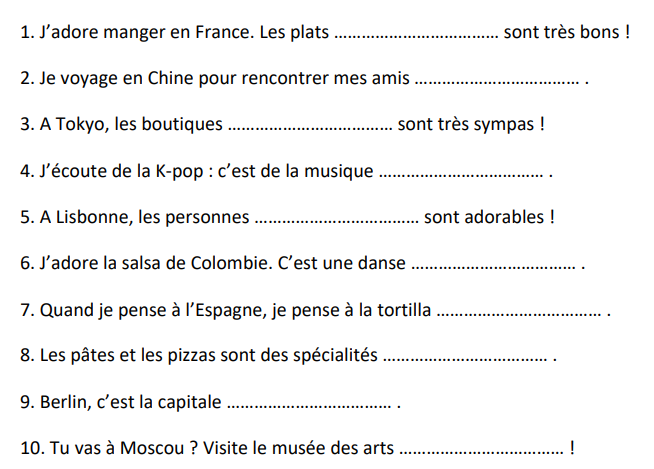 1. J’adore manger en France. Les plats ……………………………… sont très bons !
2. Je voyage en Chine pour rencontrer mes amis ……………………………… .
3. A Tokyo, les boutiques ……………………………… sont très sympas !
4. J’écoute de la K-pop : c’est de la musique ……………………………… .
5. A Lisbonne, les personnes ……………………………… sont adorables !
6. J’adore la salsa de Colombie. C’est une danse ……………………………… .
7. Quand je pense à l’Espagne, je pense à la tortilla ……………………………… .
8. Les pâtes et les pizzas sont des spécialités ……………………………… .
9. Berlin, c’est la capitale ……………………………… .
10. Tu vas à Moscou ? Visite le musée des arts ……………………………… !